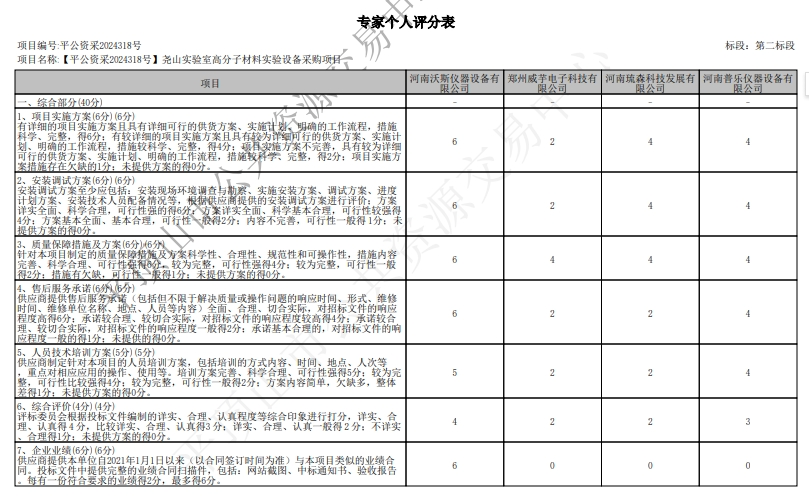 专家个人评分表
项目编号:平公资采2024318号 标段: 第二标段
项目名称:【平公资采2024318号】尧山实验室高分子材料实验设备采购项目
项目 河南沃斯仪器设备有限公司 郑州威芋电子科技有限公司 河南琉森科技发展有限公司 河南普乐仪器设备有限公司
一、综合部分(40分) - - - -
1、项目实施方案(6分)(6分)
有详细的项目实施方案且具有详细可行的供货方案、实施计划、明确的工作流程，措施
科学、完整，得6分；有较详细的项目实施方案且具有较为详细可行的供货方案、实施计
划、明确的工作流程，措施较科学、完整，得4分；项目实施方案不完善，具有较为详细
可行的供货方案、实施计划、明确的工作流程，措施较科学、完整，得2分；项目实施方
案措施存在欠缺的1分；未提供方案的得0分。
6 2 4 4
2、安装调试方案(6分)(6分)
安装调试方案至少应包括：安装现场环境调查与勘察、实施安装方案、调试方案、进度
计划方案、安装技术人员配备情况等，根据供应商提供的安装调试方案进行评价；方案
详实全面、科学合理，可行性强的得6分；方案详实全面、科学基本合理，可行性较强得
4分；方案基本全面、基本合理，可行性一般得2分；内容不完善，可行性一般得1分；未
提供方案的得0分。
6 2 4 4
3、质量保障措施及方案(6分)(6分)
针对本项目制定的质量保障措施及方案科学性、合理性、规范性和可操作性，措施内容
完善、科学合理、可行性强得6分，较为完整，可行性强得4分；较为完整，可行性一般
得2分；措施有欠缺，可行性一般得1分；未提供方案的得0分。
6 4 4 4
4、售后服务承诺(6分)(6分)
供应商提供售后服务承诺（包括但不限于解决质量或操作问题的响应时间、形式、维修
时间、维修单位名称、地点、人员等内容）全面、合理、切合实际，对招标文件的响应
程度高得6分；承诺较合理、较切合实际，对招标文件的响应程度较高得4分；承诺较合
理、较切合实际，对招标文件的响应程度一般得2分；承诺基本合理的，对招标文件的响
应程度一般的得1分；未提供的得0分。
6 2 2 4
5、人员技术培训方案(5分)(5分)
供应商制定针对本项目的人员培训方案，包括培训的方式内容、时间、地点、人次等
，重点对相应应用的操作、使用等。培训方案完善、科学合理、可行性强得5分；较为完
整，可行性比较强得4分；较为完整，可行性一般得2分；方案内容简单，欠缺多，整体
差得1分；未提供方案的得0分。
5 2 2 4
6、综合评价(4分)(4分)
评标委员会根据投标文件编制的详实、合理、认真程度等综合印象进行打分，详实、合
理、认真得４分，比较详实、合理、认真得3分；详实、合理、认真一般得２分；不详实
、合理得1分；未提供方案的得0分。
4 2 2 3
7、企业业绩(6分)(6分)
供应商提供本单位自2021年1月1日以来（以合同签订时间为准）与本项目类似的业绩合
同。投标文件中提供完整的业绩合同扫描件，包括：网站截图、中标通知书、验收报告
。每有一份符合要求的业绩得2分，最多得6分。
6 0 0 0